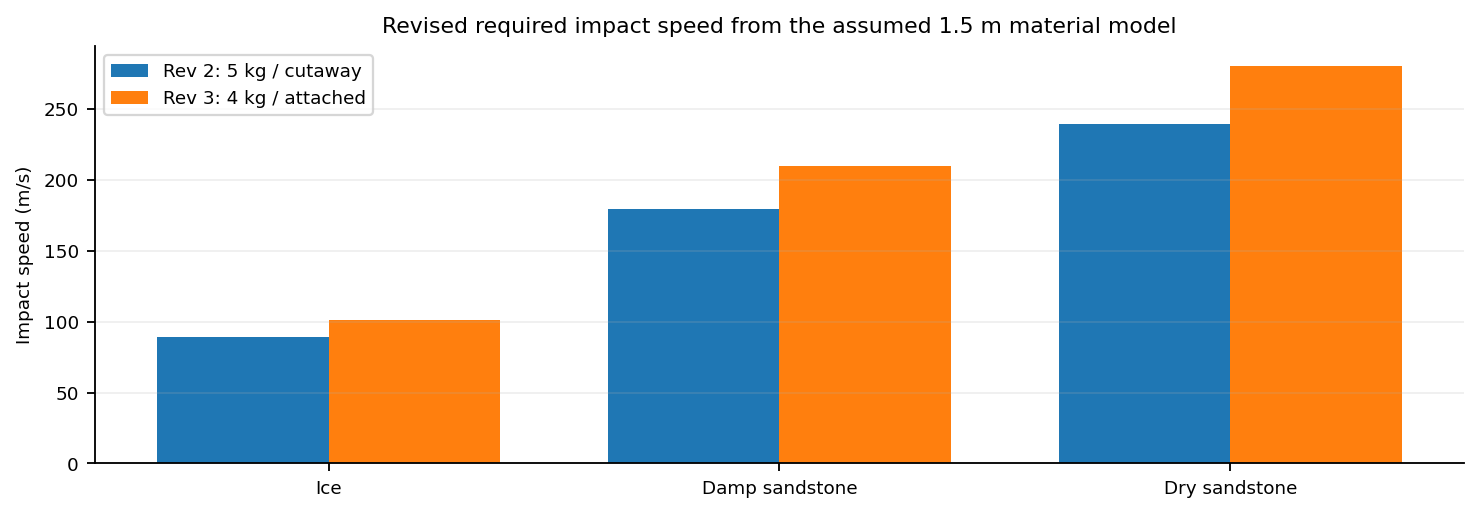 Revised required impact speed from the assumed 1.5 m material model
Rev 2: 5 kg / cutaway
Rev 3: 4 kg / attached
Impact speed (m/s)
250
200
150
100
50
0
Ice
Damp sandstone
Dry sandstone